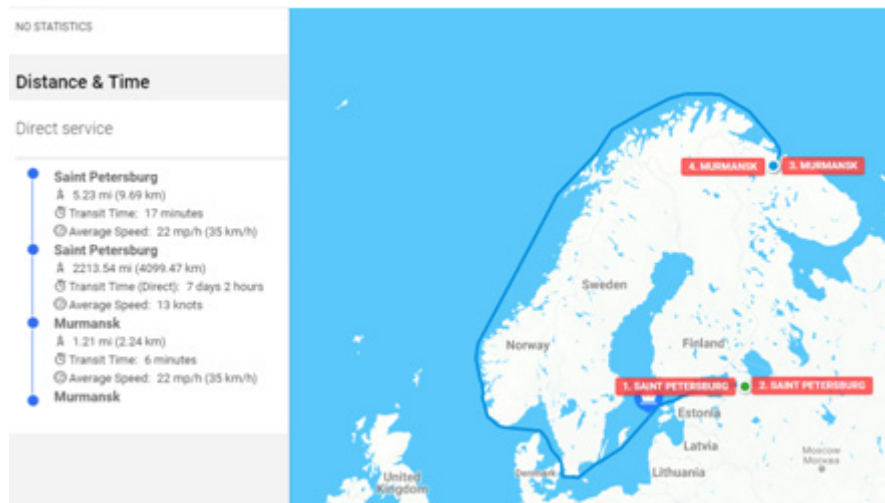 NO STATISTICS
Distance & Time
Direct service
Saint Petersburg
5.23 mi (9.69 km)
Transit Time: 17 minutes
Average Speed: 22 mp/h (35 km/h)
Saint Petersburg
2213.54 mi (4099.47 km)
Transit Time (Direct): 7 days 2 hours
Average Speed: 13 knots
Murmansk
1.21 mi (2.24 km)
Transit Time: 6 minutes
Average Speed: 22 mp/h (35 km/h)
Murmansk
4. MURMANSK
3. MURMANSK
Sweden
Norway
Finland
1. SAINT PETERSBURG
2. SAINT PETERSBURG
Estonia
Latvia
Moscow
Москва
Denmark
Lithuania
United
Kingdom